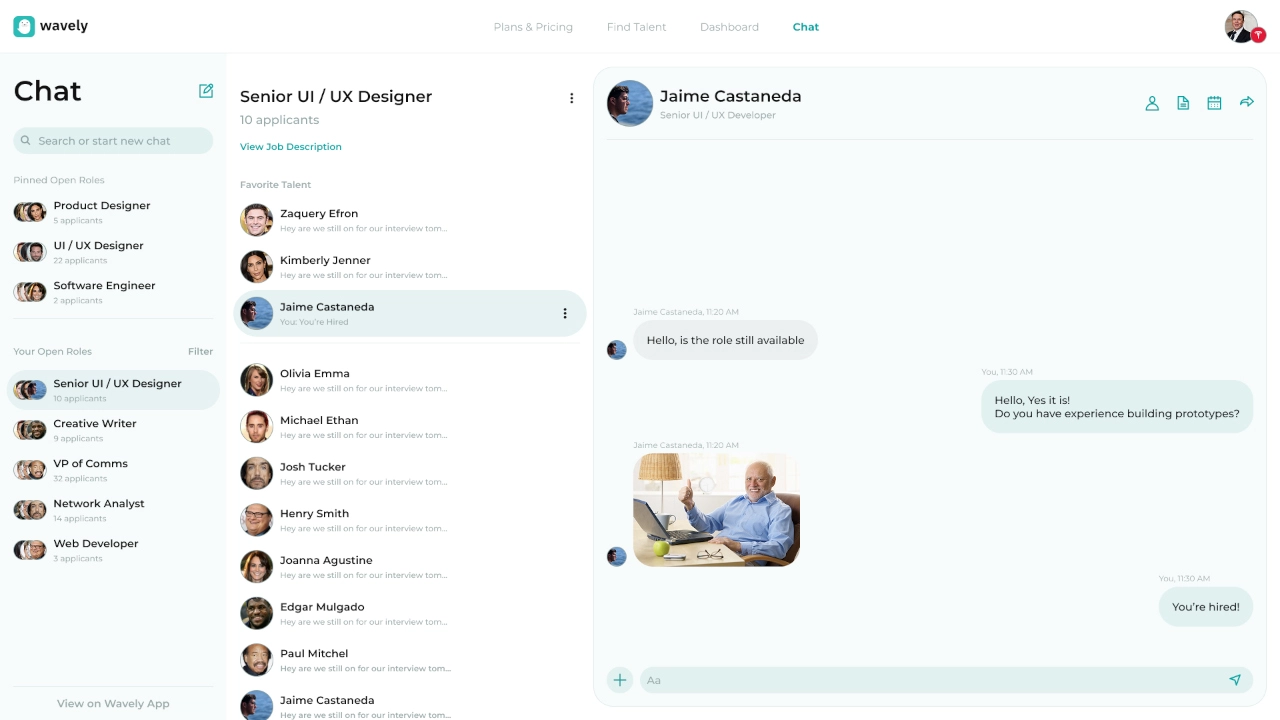 wavely
Plans & Pricing
Find Talent
Dashboard
Chat
Chat
Search or start new chat
Pinned Open Roles
Product Designer
5 applicants
UI / UX Designer
22 applicants
Software Engineer
2 applicants
Your Open Roles
Filter
Senior UI / UX Designer
10 applicants
Creative Writer
9 applicants
VP of Comms
32 applicants
Network Analyst
14 applicants
Web Developer
3 applicants
View on Wavely App
Senior UI / UX Designer
10 applicants
View Job Description
Favorite Talent
Zaquery Efron
Hey are we still on for our interview tom...
Kimberly Jenner
Hey are we still on for our interview tom...
Jaime Castaneda
You: You're Hired
Olivia Emma
Hey are we still on for our interview tom...
Michael Ethan
Hey are we still on for our interview tom...
Josh Tucker
Hey are we still on for our interview tom...
Henry Smith
Hey are we still on for our interview tom...
Joanna Agustine
Hey are we still on for our interview tom...
Edgar Mulgado
Hey are we still on for our interview tom...
Paul Mitchel
Hey are we still on for our interview tom...
Jaime Castaneda
Hey are we still on for our interview tom...
Jaime Castaneda
Senior UI / UX Developer
Jaime Castaneda, 11:20 AM
Hello, is the role still available
You, 11:30 AM
Hello, Yes it is!
Do you have experience building prototypes?
Jaime Castaneda, 11:20 AM
You, 11:30 AM
You're hired!
Aa